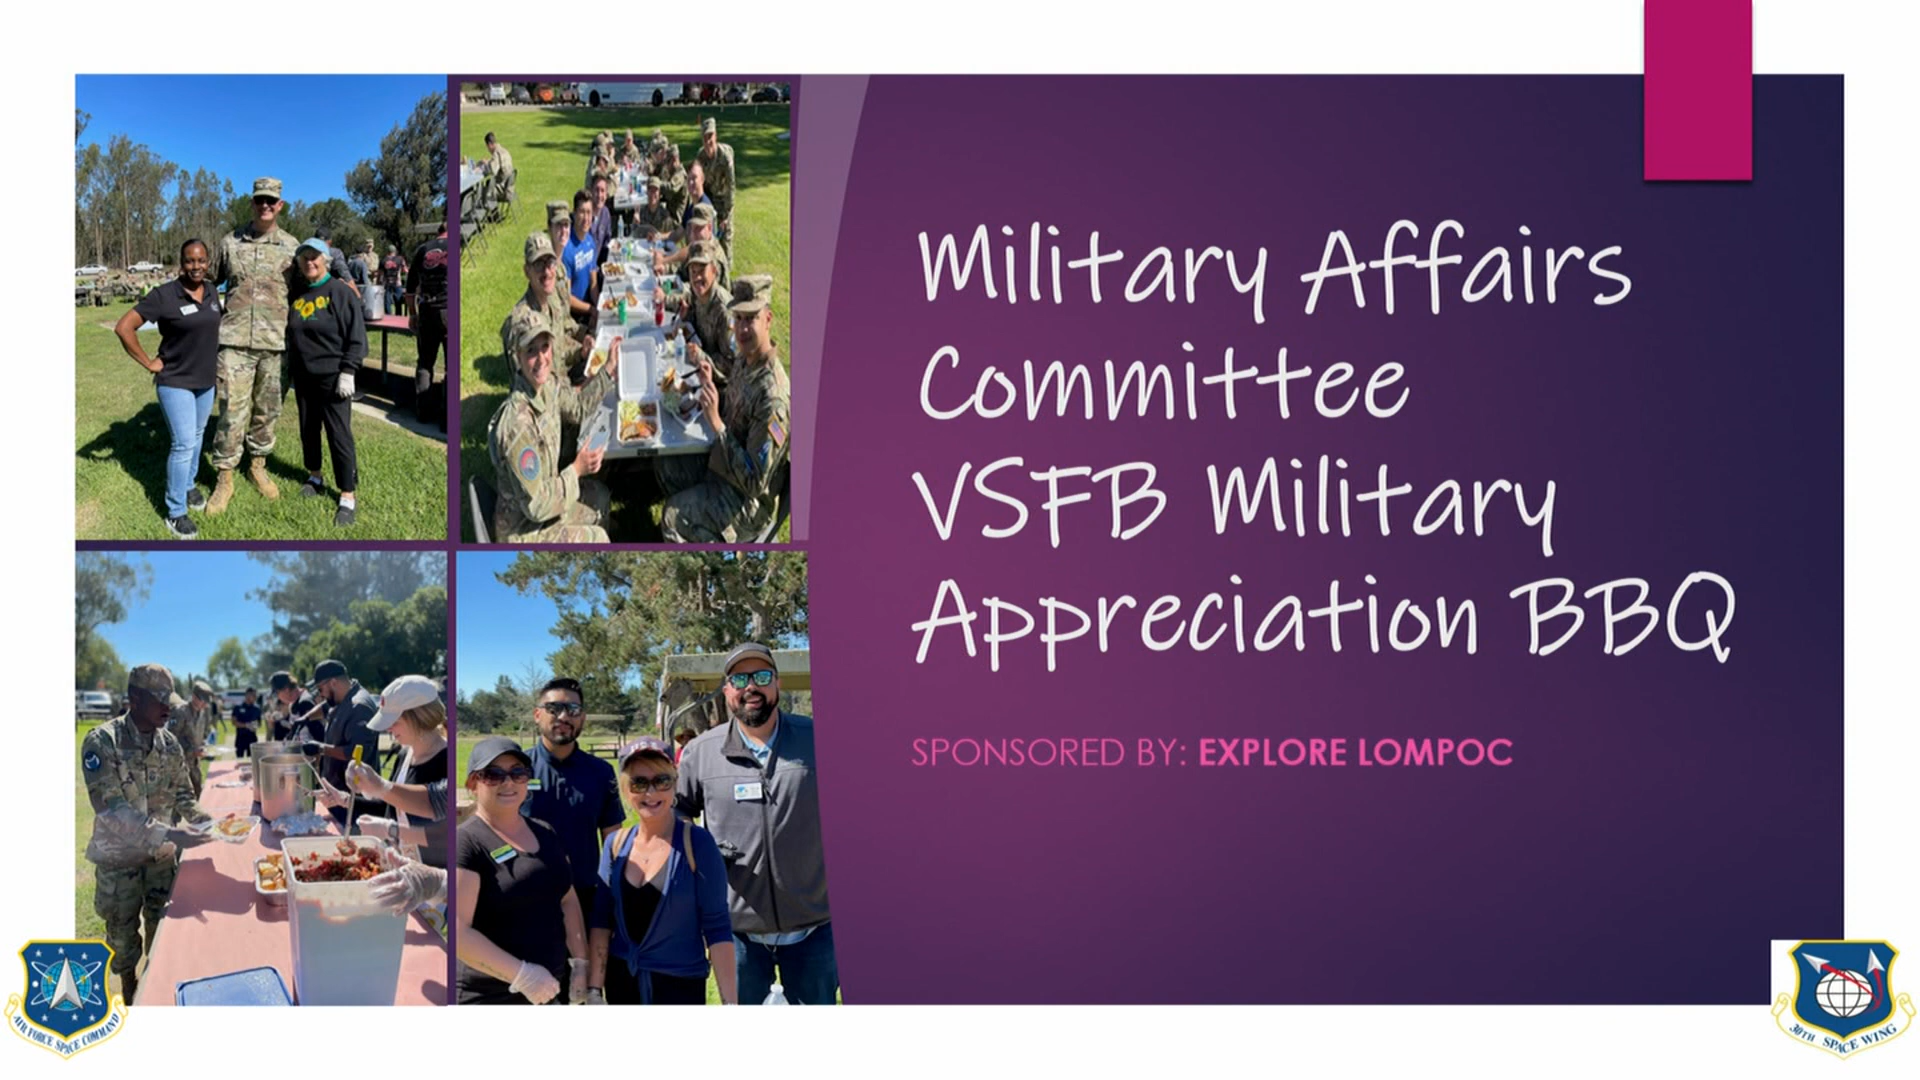 Military Affairs
Committee
VSFB Military
Appreciation BBQ
SPONSORED BY: EXPLORE LOMPOC
AIR FORCE SPACE COMMAND
30TH SPACE WING